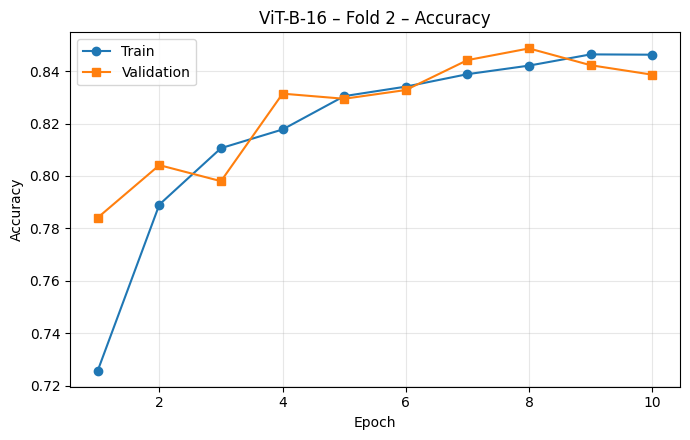 ViT-B-16 – Fold 2 – Accuracy
Train
Validation
0.84
0.82
0.80
0.78
0.76
0.74
0.72
Accuracy
2 4 6 8 10
Epoch